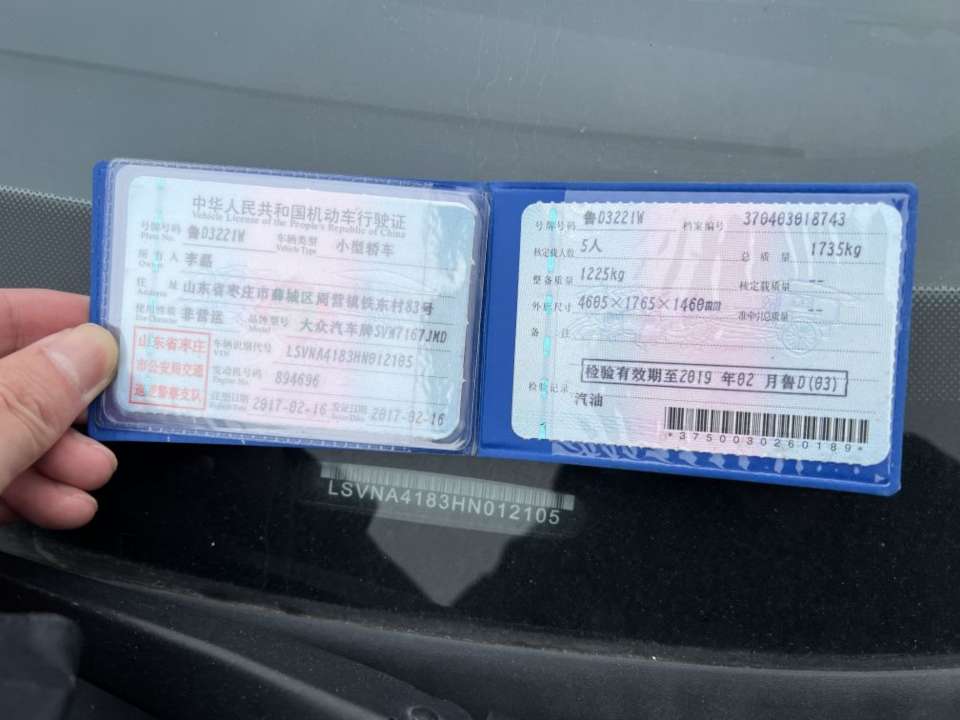 中华人民共和国机动车行驶证
Vehicle License of the People's Republic of China
号牌号码 鲁D3221W 车辆类型 小型轿车
Plate No. Vehicle Type
所有人 李磊
Owner
住址 山东省枣庄市薛城区周营镇铁东村83号
Address
使用性质 非营运 品牌型号 大众汽车牌SVW7167JMD
Use Character Model
山东省枣庄
市公安局交通
巡逻警察支队
车辆识别代号 LSVNA4183HN012105
VIN
发动机号码 894696
Engine No.
注册日期 2017-02-16 发证日期 2017-02-16
Register Date Issue Date
号牌号码 鲁D3221W 档案编号 370403018743
核定载人数 5人 总质量 1735kg
整备质量 1225kg 核定载质量 --
外廓尺寸 4605×1765×1460mm 准牵引总质量 --
备注
检验有效期至2019 年02 月鲁D(03)
检验记录
汽油
*3750030260189*
LSVNA4183HN012105